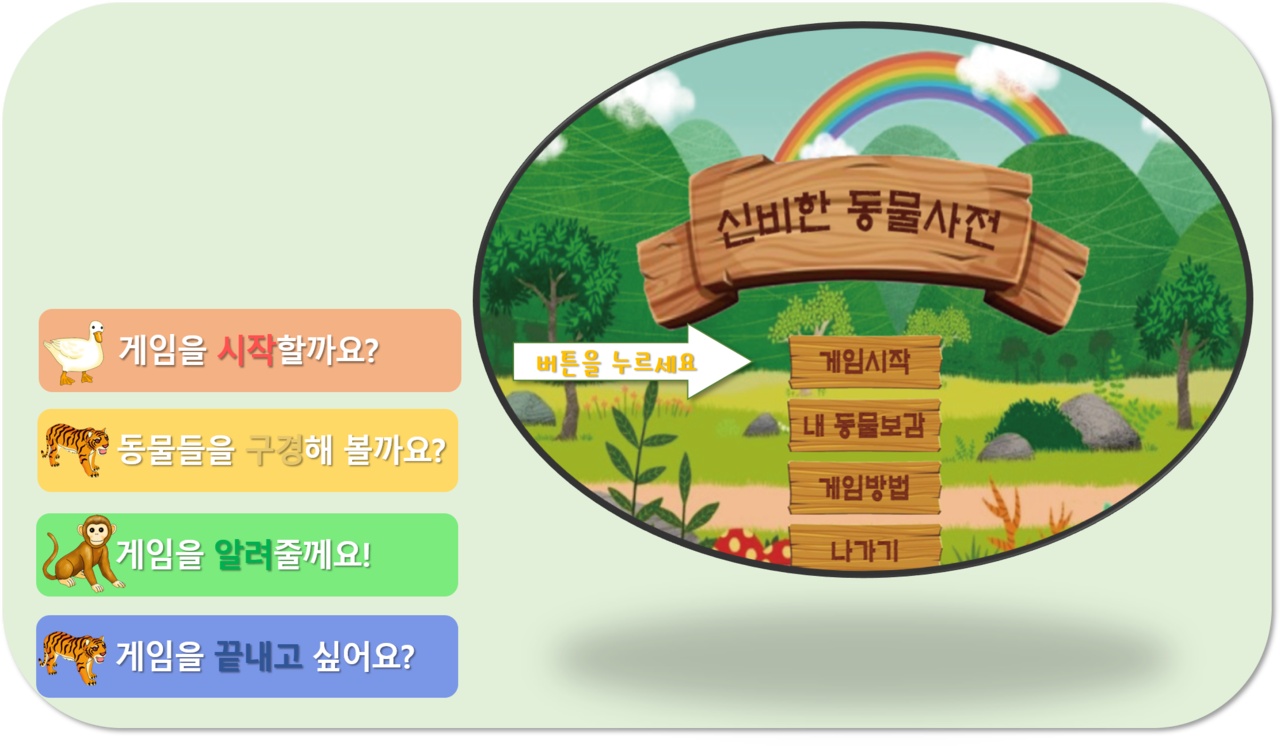 신비한 동물사전
버튼을 누르세요
게임시작
내 동물보감
게임방법
나가기
게임을 시작할까요?
동물들을 구경해 볼까요?
게임을 알려줄께요!
게임을 끝내고 싶어요?